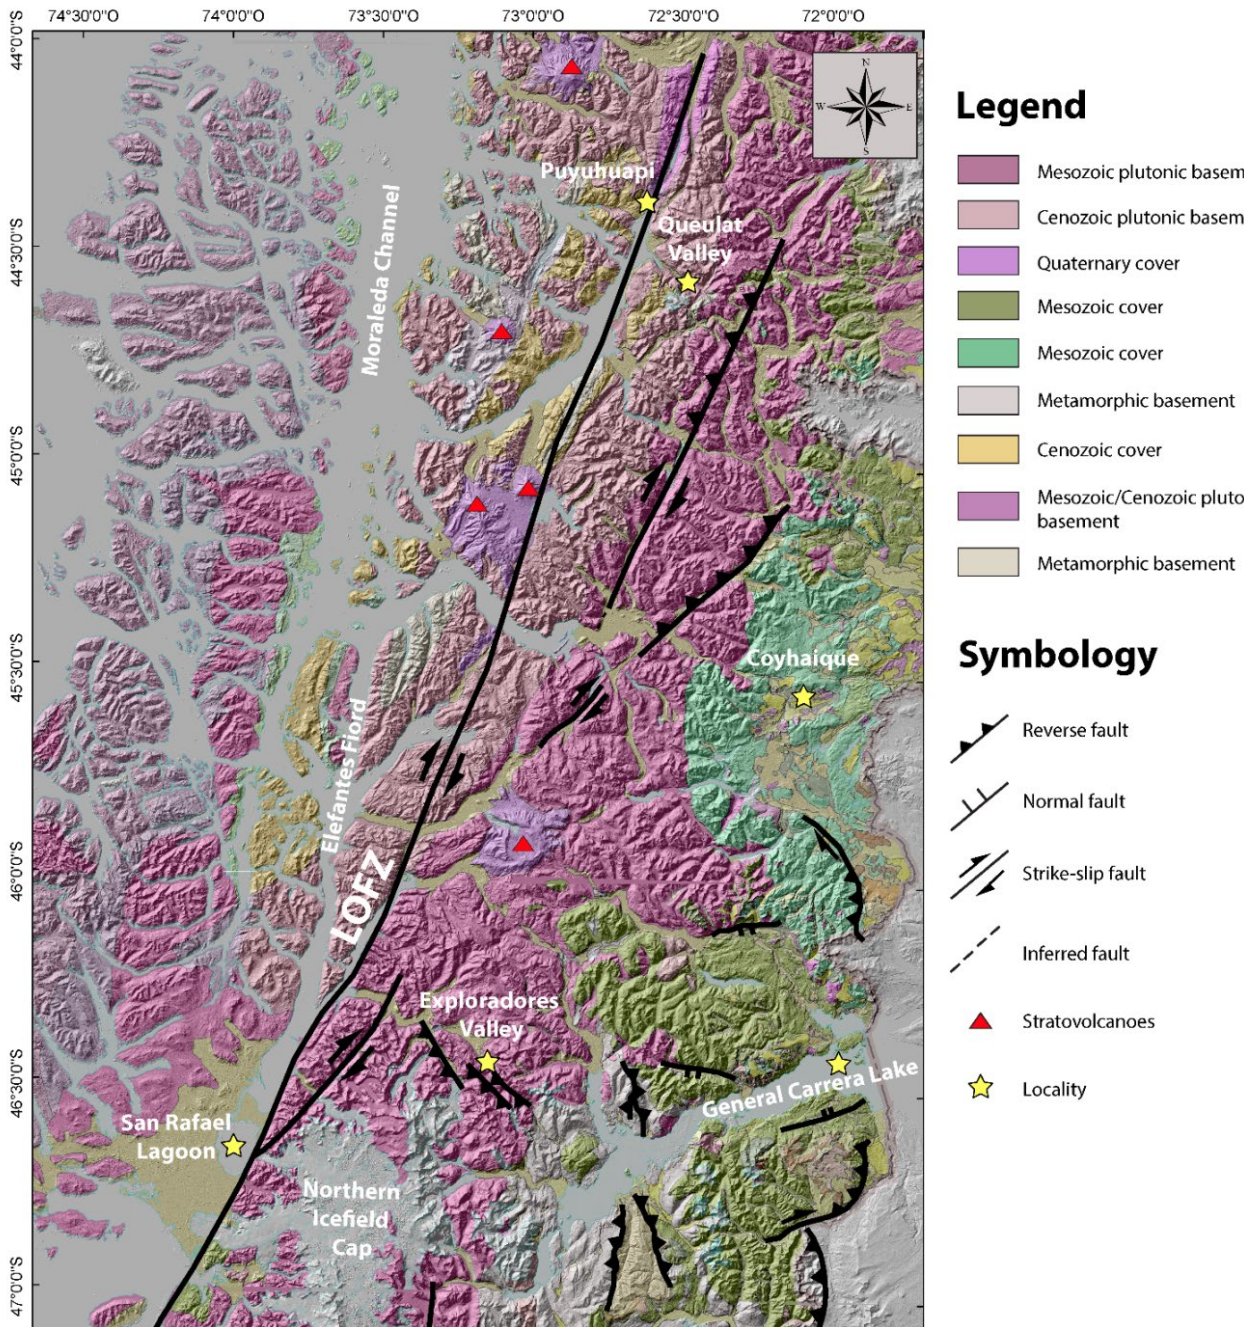 74°30'0"O
74°0'0"O
73°30'0"O
73°0'0"O
72°30'0"O
72°0'0"O
44°0'0"S
44°30'0"S
45°0'0"S
45°30'0"S
46°0'0"S
46°30'0"S
47°0'0"S
N
W
E
S
Puyuhuapi
Queulat
Valley
Moraleda Channel
Coyhaique
Elefantes Fiord
LOFZ
Exploradores
Valley
General Carrera Lake
San Rafael
Lagoon
Northern
Icefield
Cap
Legend
Mesozoic plutonic basem
Cenozoic plutonic basem
Quaternary cover
Mesozoic cover
Mesozoic cover
Metamorphic basement
Cenozoic cover
Mesozoic/Cenozoic pluto
basement
Metamorphic basement
Symbology
Reverse fault
Normal fault
Strike-slip fault
Inferred fault
Stratovolcanoes
Locality